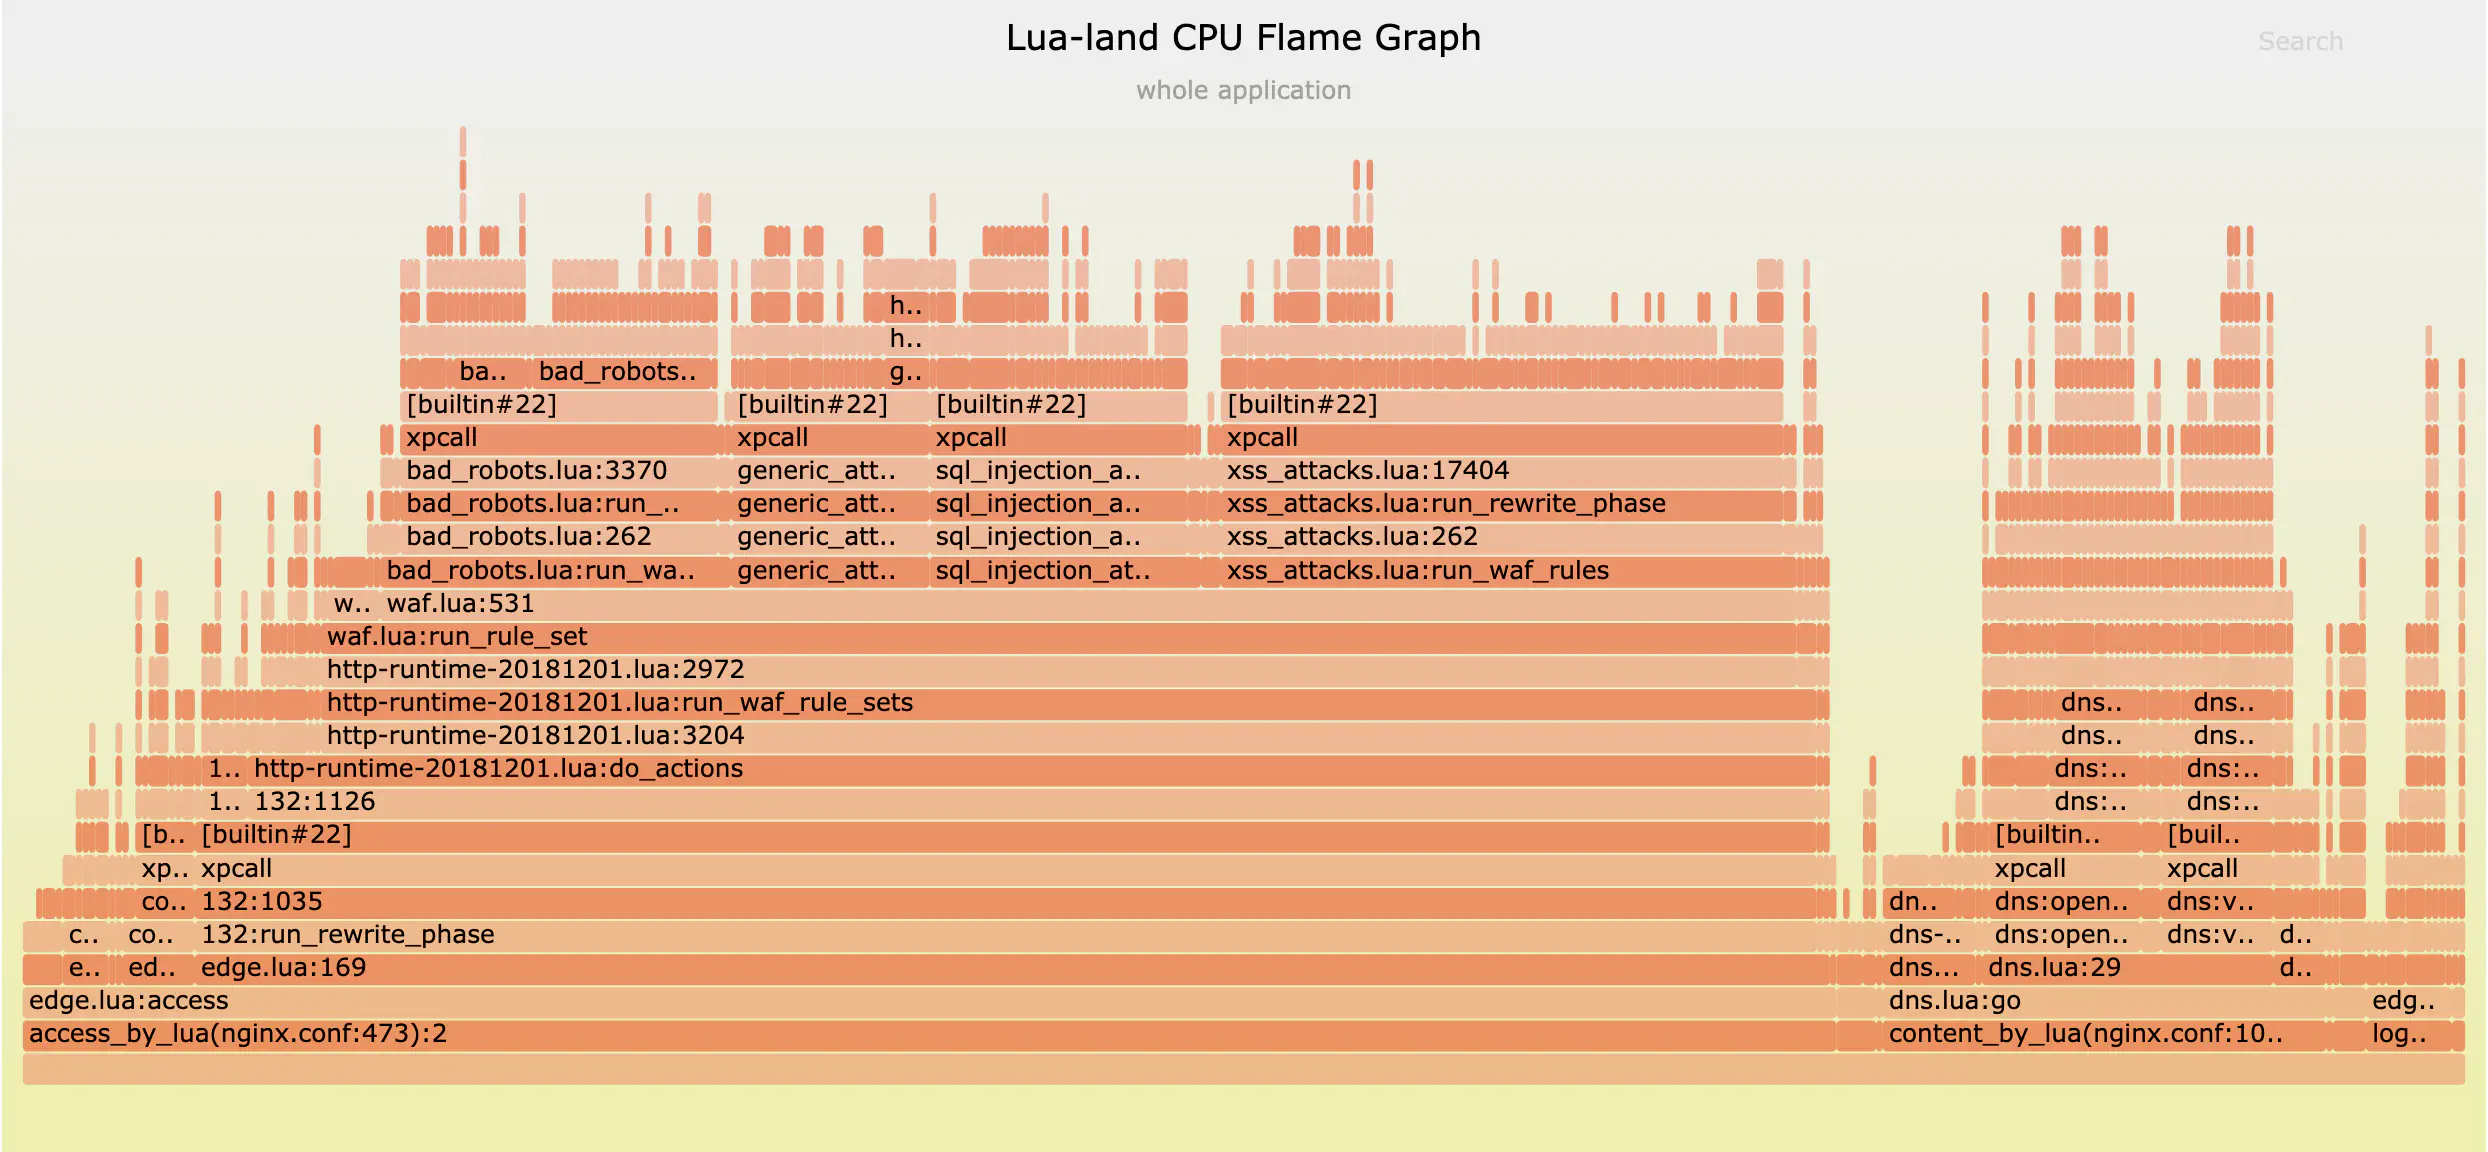 Lua-land CPU Flame Graph
Search
whole application
h..
h..
ba.. bad_robots.. g..
[builtin#22] [builtin#22] [builtin#22] [builtin#22]
xpcall xpcall xpcall xpcall
bad_robots.lua:3370 generic_att.. sql_injection_a.. xss_attacks.lua:17404
bad_robots.lua:run_.. generic_att.. sql_injection_a.. xss_attacks.lua:run_rewrite_phase
bad_robots.lua:262 generic_att.. sql_injection_a.. xss_attacks.lua:262
bad_robots.lua:run_wa.. generic_att.. sql_injection_at.. xss_attacks.lua:run_waf_rules
w.. waf.lua:531
waf.lua:run_rule_set
http-runtime-20181201.lua:2972
http-runtime-20181201.lua:run_waf_rule_sets dns.. dns..
http-runtime-20181201.lua:3204 dns.. dns..
1.. http-runtime-20181201.lua:do_actions dns:.. dns:..
1.. 132:1126 dns:.. dns:..
[b.. [builtin#22] [builtin.. [buil..
xp.. xpcall xpcall xpcall
co.. 132:1035 dn.. dns:open.. dns:v..
c.. co.. 132:run_rewrite_phase dns-.. dns:open.. dns:v.. d..
e.. ed.. edge.lua:169 dns... dns.lua:29 d..
edge.lua:access dns.lua:go edg..
access_by_lua(nginx.conf:473):2 content_by_lua(nginx.conf:10.. log..